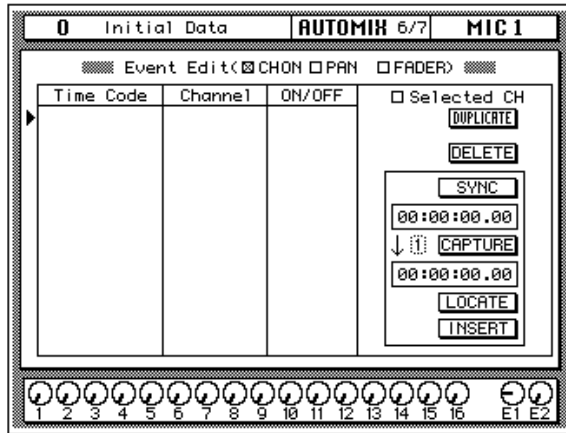 0 Initial Data AUTOMIX 6/7 MIC 1
Event Edit( CHON PAN FADER)
Time Code Channel ON/OFF Selected CH
DUPLICATE
DELETE
SYNC
00:00:00.00
1 CAPTURE
00:00:00.00
LOCATE
INSERT
1 2 3 4 5 6 7 8 9 10 11 12 13 14 15 16 E1 E2